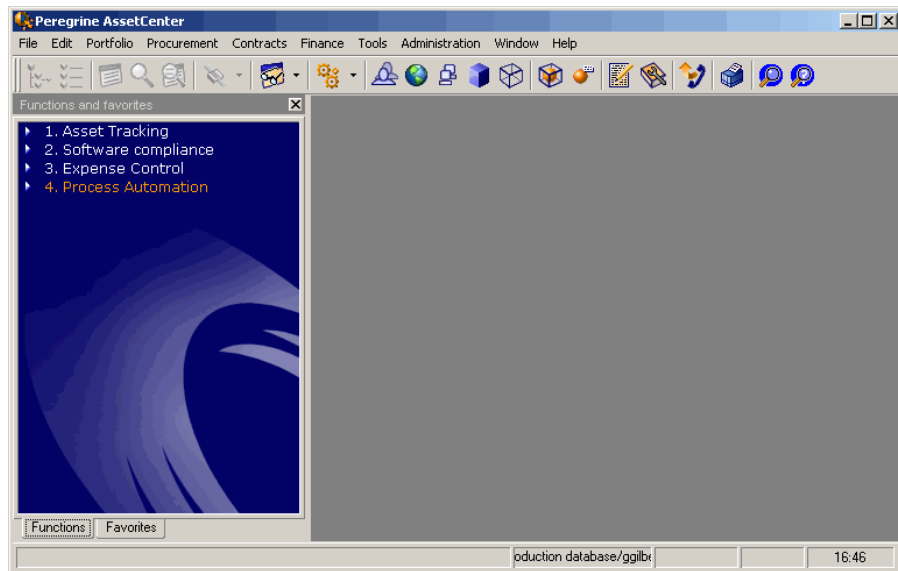 Peregrine AssetCenter
File Edit Portfolio Procurement Contracts Finance Tools Administration Window Help
Functions and favorites
1. Asset Tracking
2. Software compliance
3. Expense Control
4. Process Automation
Functions Favorites
oduction database/ggilbe 16:46